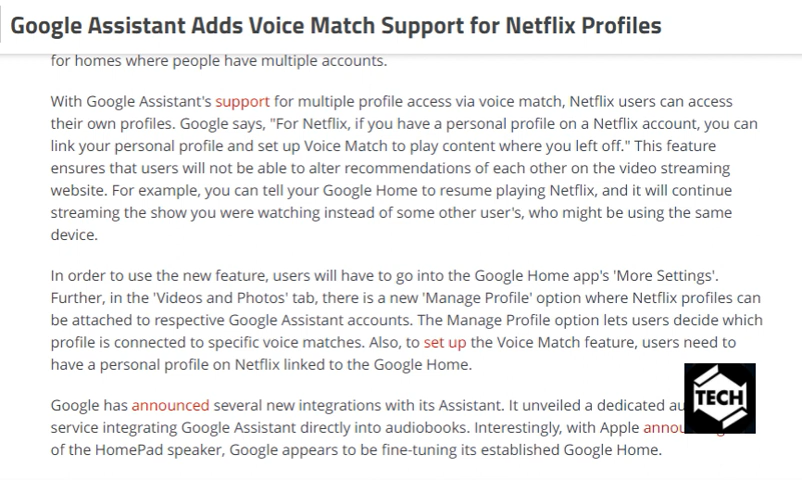 Google Assistant Adds Voice Match Support for Netflix Profiles
for homes where people have multiple accounts.
With Google Assistant's support for multiple profile access via voice match, Netflix users can access
their own profiles. Google says, "For Netflix, if you have a personal profile on a Netflix account, you can
link your personal profile and set up Voice Match to play content where you left off." This feature
ensures that users will not be able to alter recommendations of each other on the video streaming
website. For example, you can tell your Google Home to resume playing Netflix, and it will continue
streaming the show you were watching instead of some other user's, who might be using the same
device.
In order to use the new feature, users will have to go into the Google Home app's 'More Settings'.
Further, in the 'Videos and Photos' tab, there is a new 'Manage Profile' option where Netflix profiles can
be attached to respective Google Assistant accounts. The Manage Profile option lets users decide which
profile is connected to specific voice matches. Also, to set up the Voice Match feature, users need to
have a personal profile on Netflix linked to the Google Home.
Google has announced several new integrations with its Assistant. It unveiled a dedicated
service integrating Google Assistant directly into audiobooks. Interestingly, with Apple
of the HomePad speaker, Google appears to be fine-tuning its established Google Home.
TECH